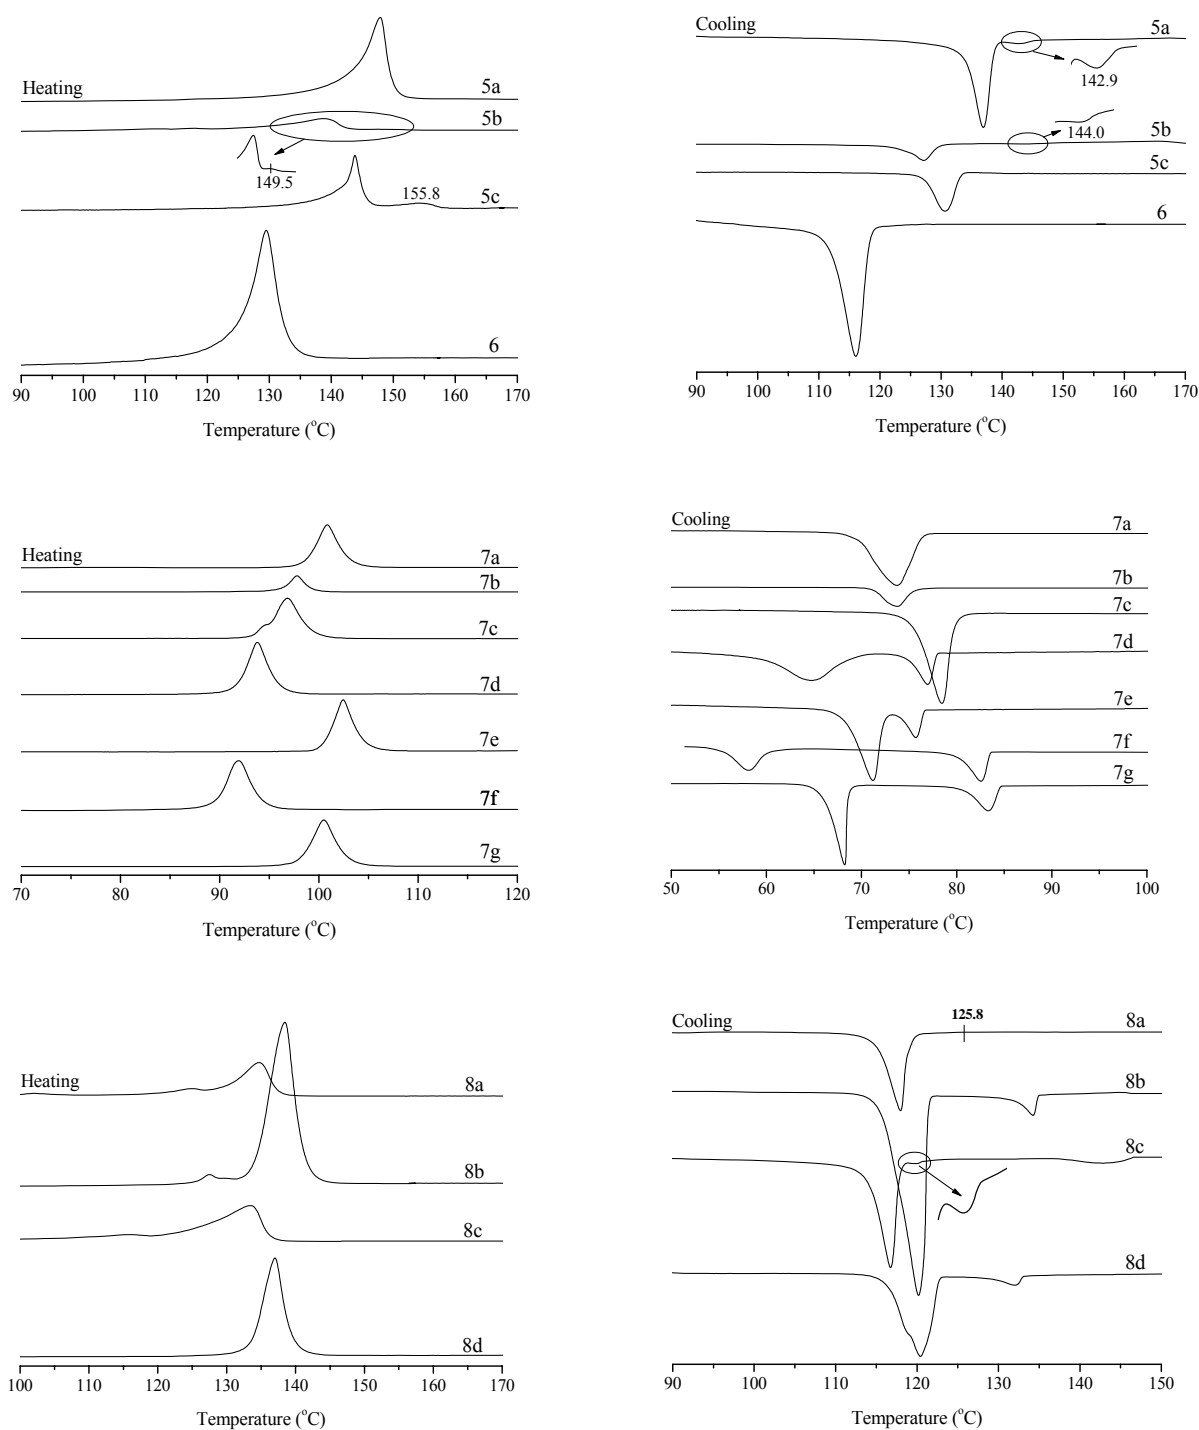 Heating
5a
5b
149.5
155.8
5c
6
90 100 110 120 130 140 150 160 170
Temperature (°C)
Cooling
5a
142.9
144.0
5b
5c
6
90 100 110 120 130 140 150 160 170
Temperature (°C)
Heating
7a
7b
7c
7d
7e
7f
7g
70 80 90 100 110 120
Temperature (°C)
Cooling
7a
7b
7c
7d
7e
7f
7g
50 60 70 80 90 100
Temperature (°C)
Heating
8a
8b
8c
8d
100 110 120 130 140 150 160 170
Temperature (°C)
Cooling
125.8
8a
8b
8c
8d
90 100 110 120 130 140 150
Temperature (°C)